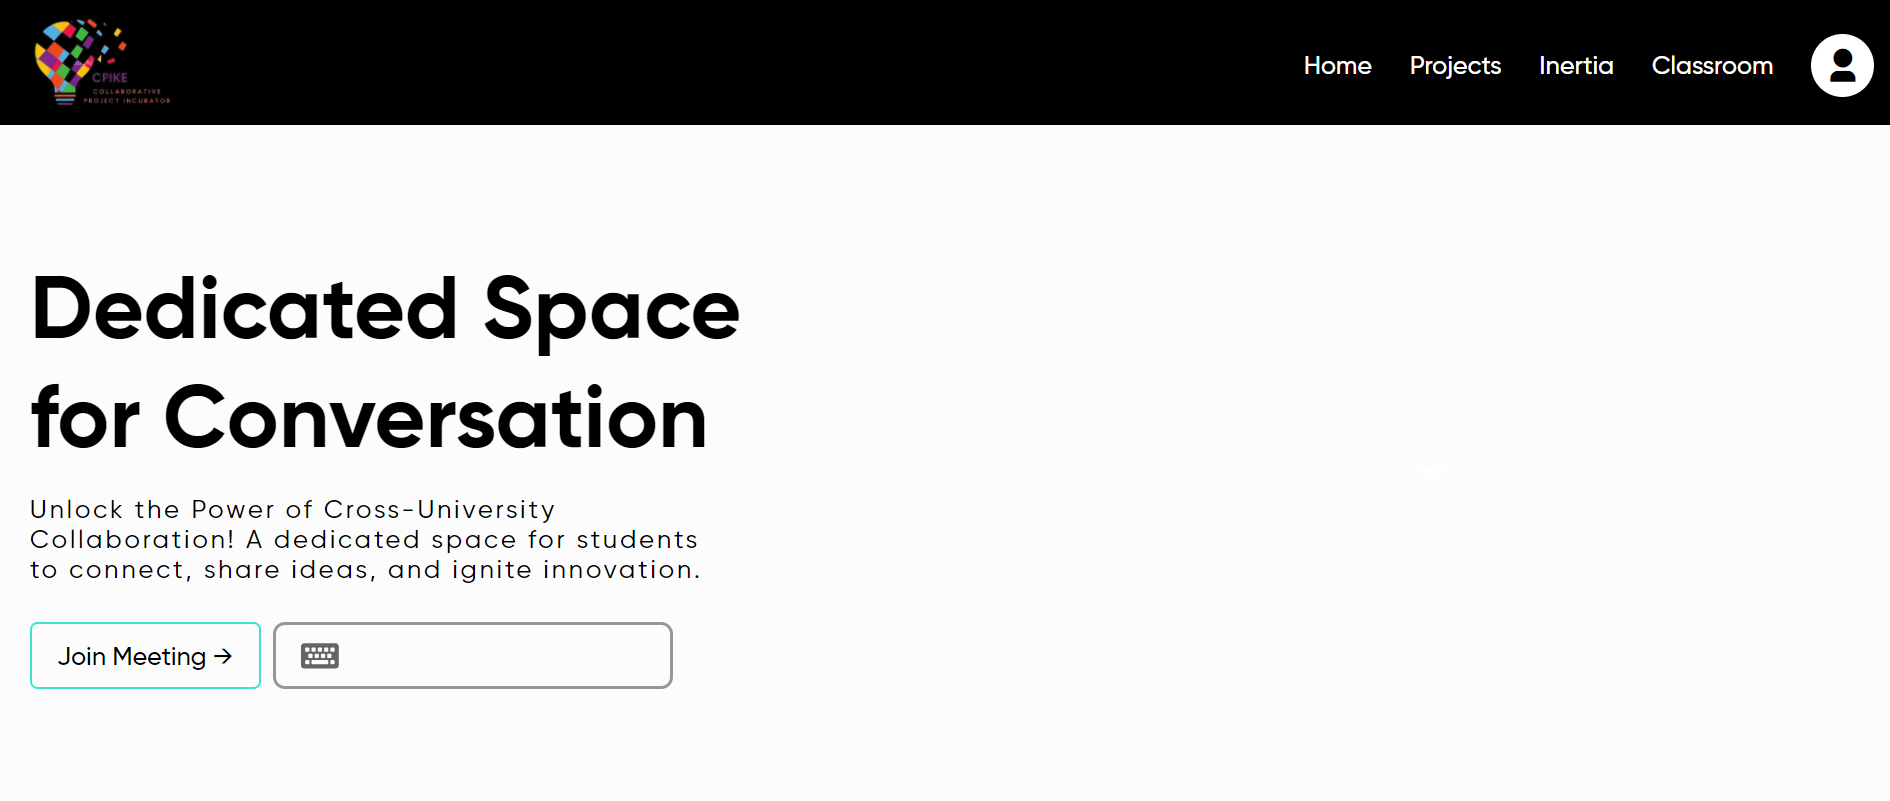 CPIKE
COLLABORATIVE
PROJECT INCUBATOR
Home Projects Inertia Classroom
Dedicated Space
for Conversation
Unlock the Power of Cross-University
Collaboration! A dedicated space for students
to connect, share ideas, and ignite innovation.
Join Meeting →